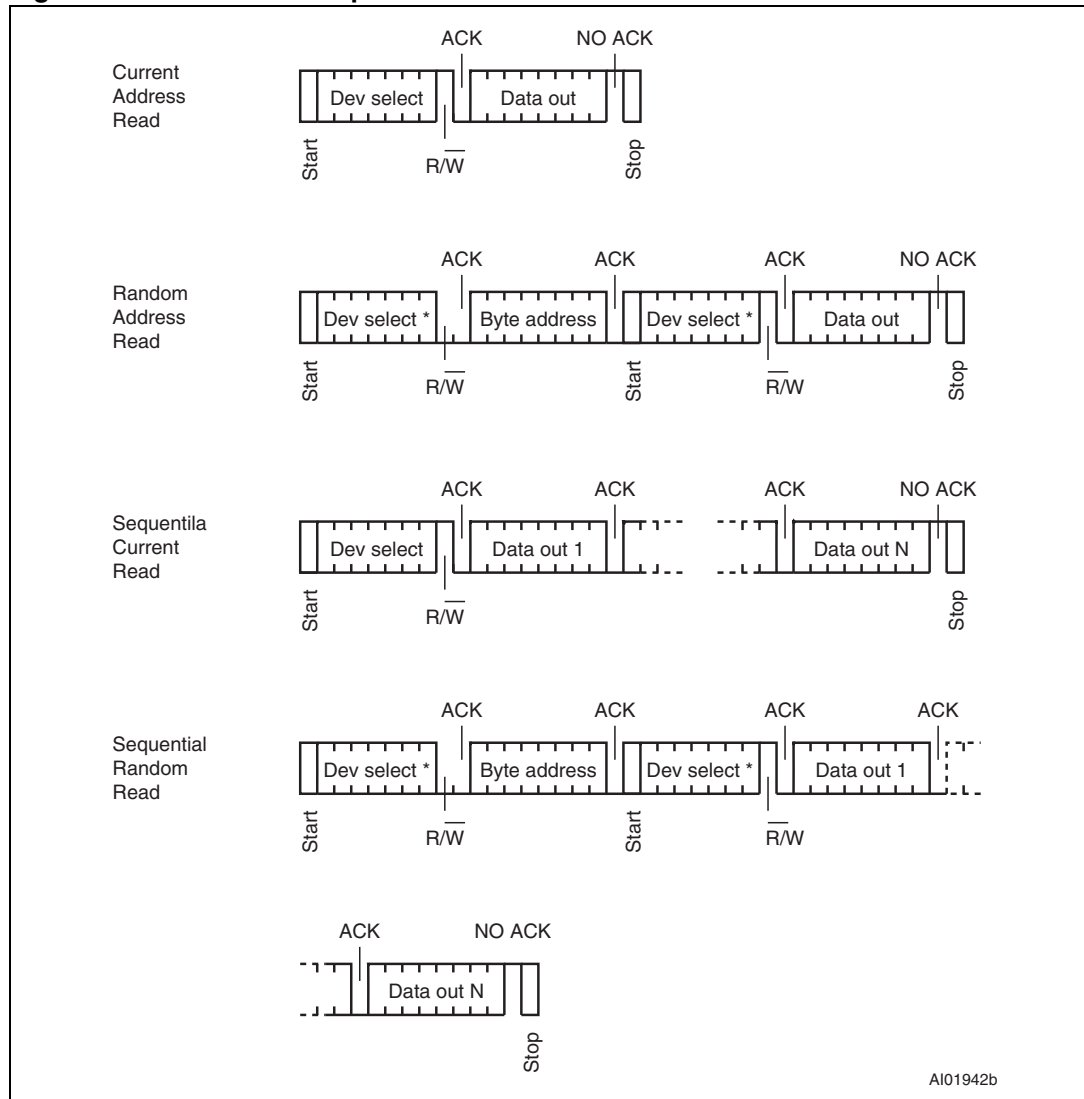 ACK NO ACK
Current
Address
Read
Dev select Data out
Start R/W̅ Stop
ACK ACK ACK NO ACK
Random
Address
Read
Dev select * Byte address Dev select * Data out
Start R/W̅ Start R̅/W Stop
ACK ACK ACK NO ACK
Sequentila
Current
Read
Dev select Data out 1 Data out N
Start R/W̅ Stop
ACK ACK ACK ACK
Sequential
Random
Read
Dev select * Byte address Dev select * Data out 1
Start R/W̅ Start R̅/W
ACK NO ACK
Data out N
Stop
AI01942b